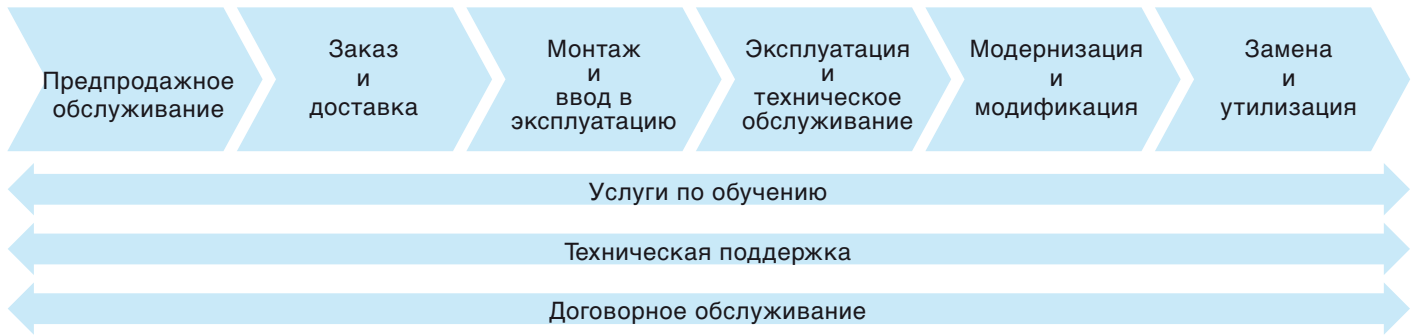 Предпродажное
обслуживание
Заказ
и
доставка
Монтаж
и
ввод в
эксплуатацию
Эксплуатация
и
техническое
обслуживание
Модернизация
и
модификация
Замена
и
утилизация
Услуги по обучению
Техническая поддержка
Договорное обслуживание